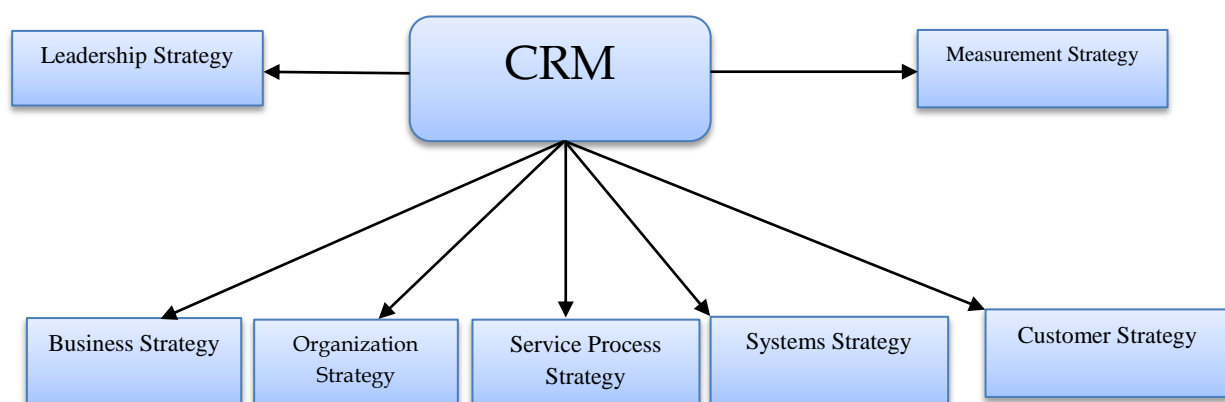 CRM
Leadership Strategy
Measurement Strategy
Business Strategy
Organization
Strategy
Service Process
Strategy
Systems Strategy
Customer Strategy